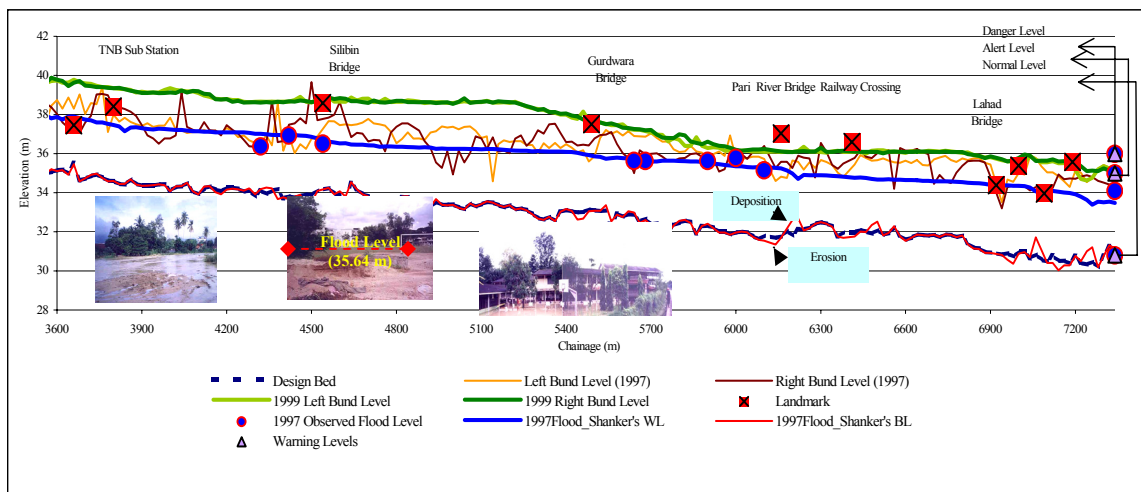 Danger Level
Alert Level
Normal Level
TNB Sub Station
Silibin
Bridge
Gurdwara
Bridge
Pari River Bridge Railway Crossing
Lahad
Bridge
Elevation (m)
42
40
38
36
34
32
30
28
Flood Level
(35.64 m)
Deposition
Erosion
3600 3900 4200 4500 4800 5100 5400 5700 6000 6300 6600 6900 7200
Chainage (m)
Design Bed Left Bund Level (1997) Right Bund Level (1997)
1999 Left Bund Level 1999 Right Bund Level Landmark
1997 Observed Flood Level 1997Flood_Shanker's WL 1997Flood_Shanker's BL
Warning Levels